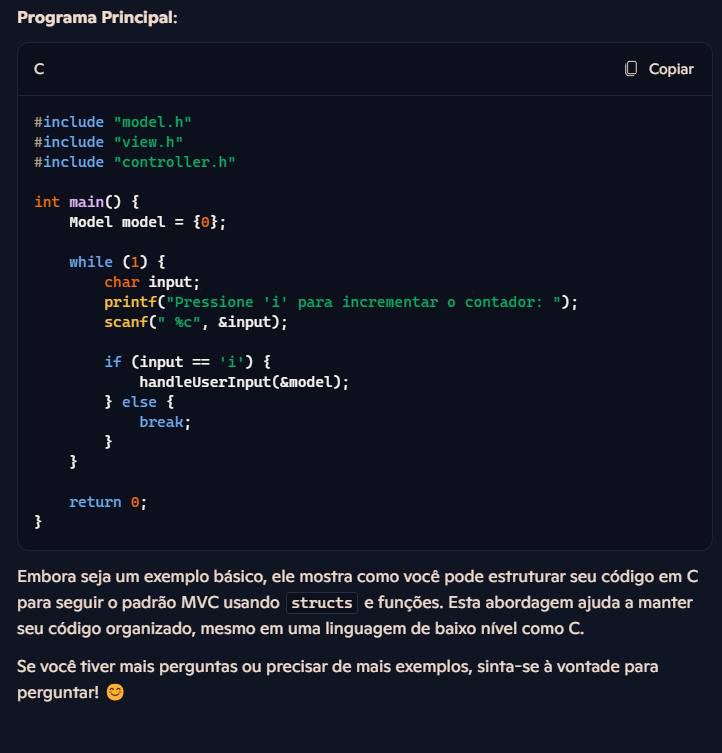 Programa Principal:
C
Copiar
#include "model.h"
#include "view.h"
#include "controller.h"
int main() {
    Model model = {0};
    while (1) {
        char input;
        printf("Pressione 'i' para incrementar o contador: ");
        scanf(" %c", &input);
        if (input == 'i') {
            handleUserInput(&model);
        } else {
            break;
        }
    }
    return 0;
}
Embora seja um exemplo básico, ele mostra como você pode estruturar seu código em C
para seguir o padrão MVC usando structs e funções. Esta abordagem ajuda a manter
seu código organizado, mesmo em uma linguagem de baixo nível como C.
Se você tiver mais perguntas ou precisar de mais exemplos, sinta-se à vontade para
perguntar! 😊